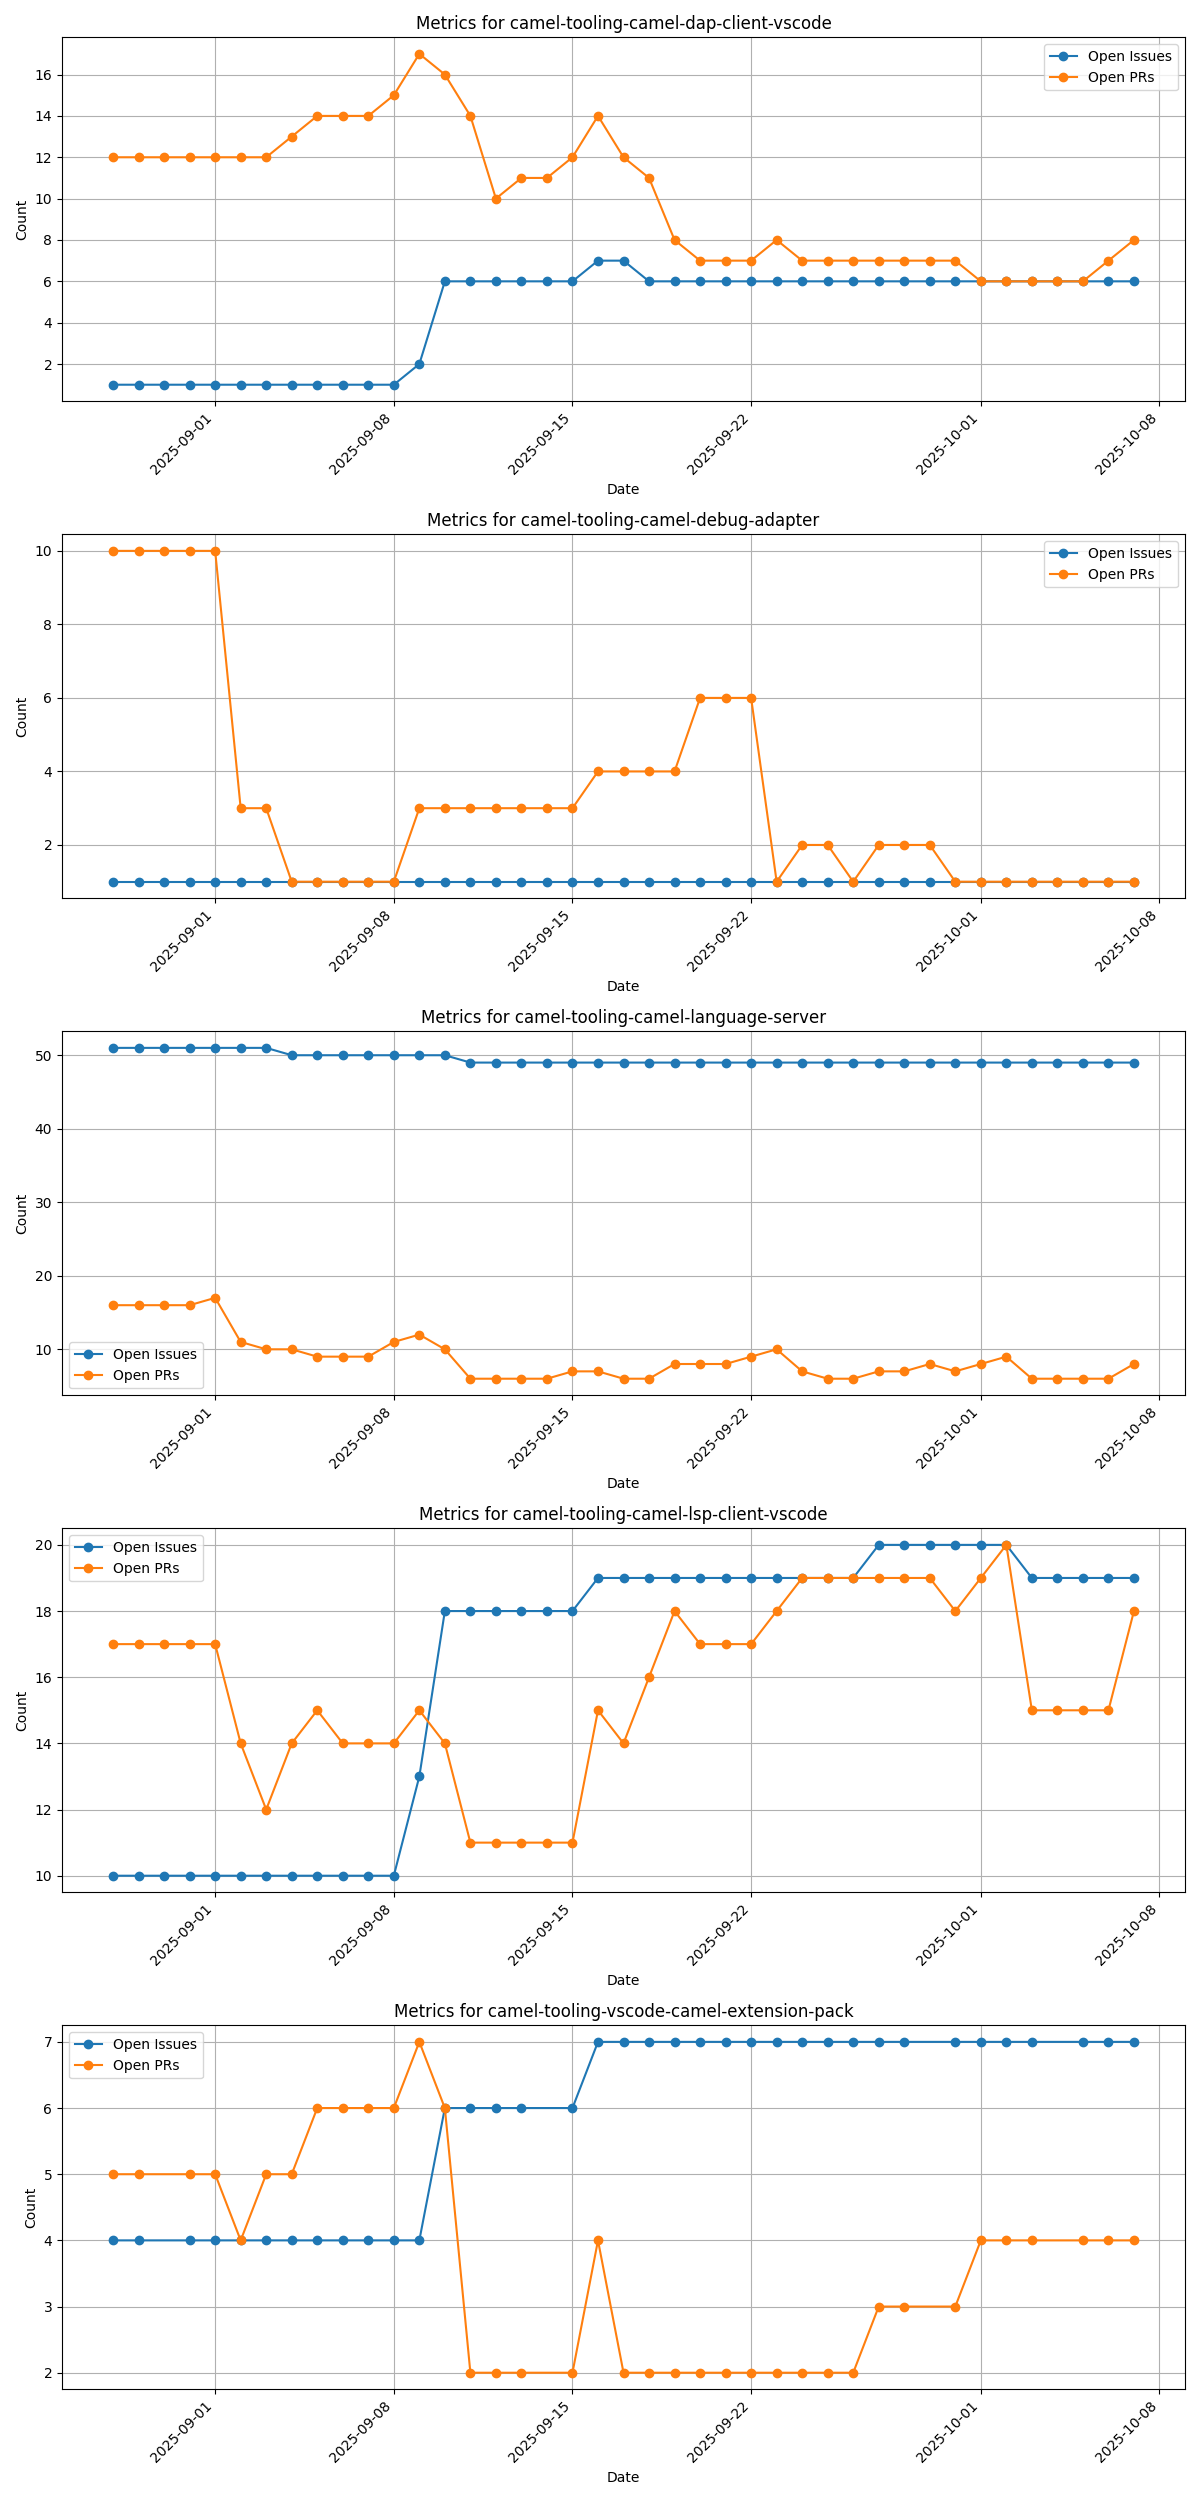 Metrics for camel-tooling-camel-dap-client-vscode
Open Issues
Open PRs
16
14
12
10
8
6
4
2
Count
2025-09-01
2025-09-08
2025-09-15
2025-09-22
2025-10-01
2025-10-08
Date
Metrics for camel-tooling-camel-debug-adapter
Open Issues
Open PRs
10
8
6
4
2
Count
2025-09-01
2025-09-08
2025-09-15
2025-09-22
2025-10-01
2025-10-08
Date
Metrics for camel-tooling-camel-language-server
50
40
30
20
10
Count
Open Issues
Open PRs
2025-09-01
2025-09-08
2025-09-15
2025-09-22
2025-10-01
2025-10-08
Date
Metrics for camel-tooling-camel-lsp-client-vscode
Open Issues
Open PRs
20
18
16
14
12
10
Count
2025-09-01
2025-09-08
2025-09-15
2025-09-22
2025-10-01
2025-10-08
Date
Metrics for camel-tooling-vscode-camel-extension-pack
Open Issues
Open PRs
7
6
5
4
3
2
Count
2025-09-01
2025-09-08
2025-09-15
2025-09-22
2025-10-01
2025-10-08
Date